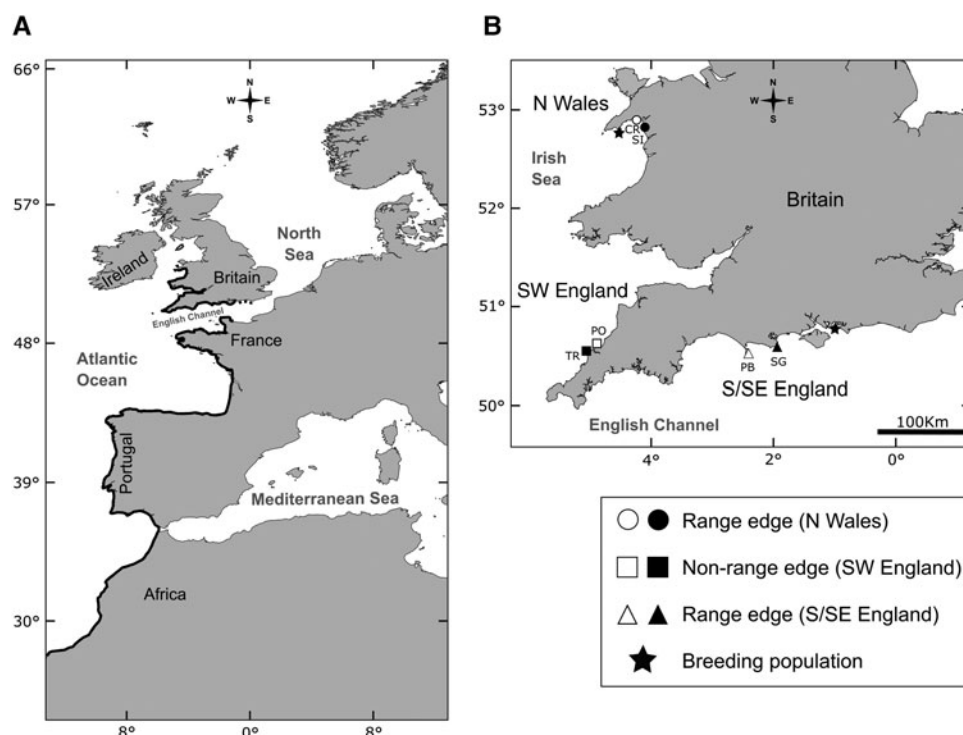 A
66°
57°
48°
39°
30°
8°
0°
8°
N
W E
S
North
Sea
Ireland
Britain
English Channel
France
Atlantic
Ocean
Portugal
Mediterranean Sea
Africa
B
53°
52°
51°
50°
4°
2°
0°
N
W E
S
N Wales
CR
SI
Irish
Sea
Britain
SW England
PO
TR
PB
SG
S/SE England
English Channel
100Km
Range edge (N Wales)
Non-range edge (SW England)
Range edge (S/SE England)
Breeding population